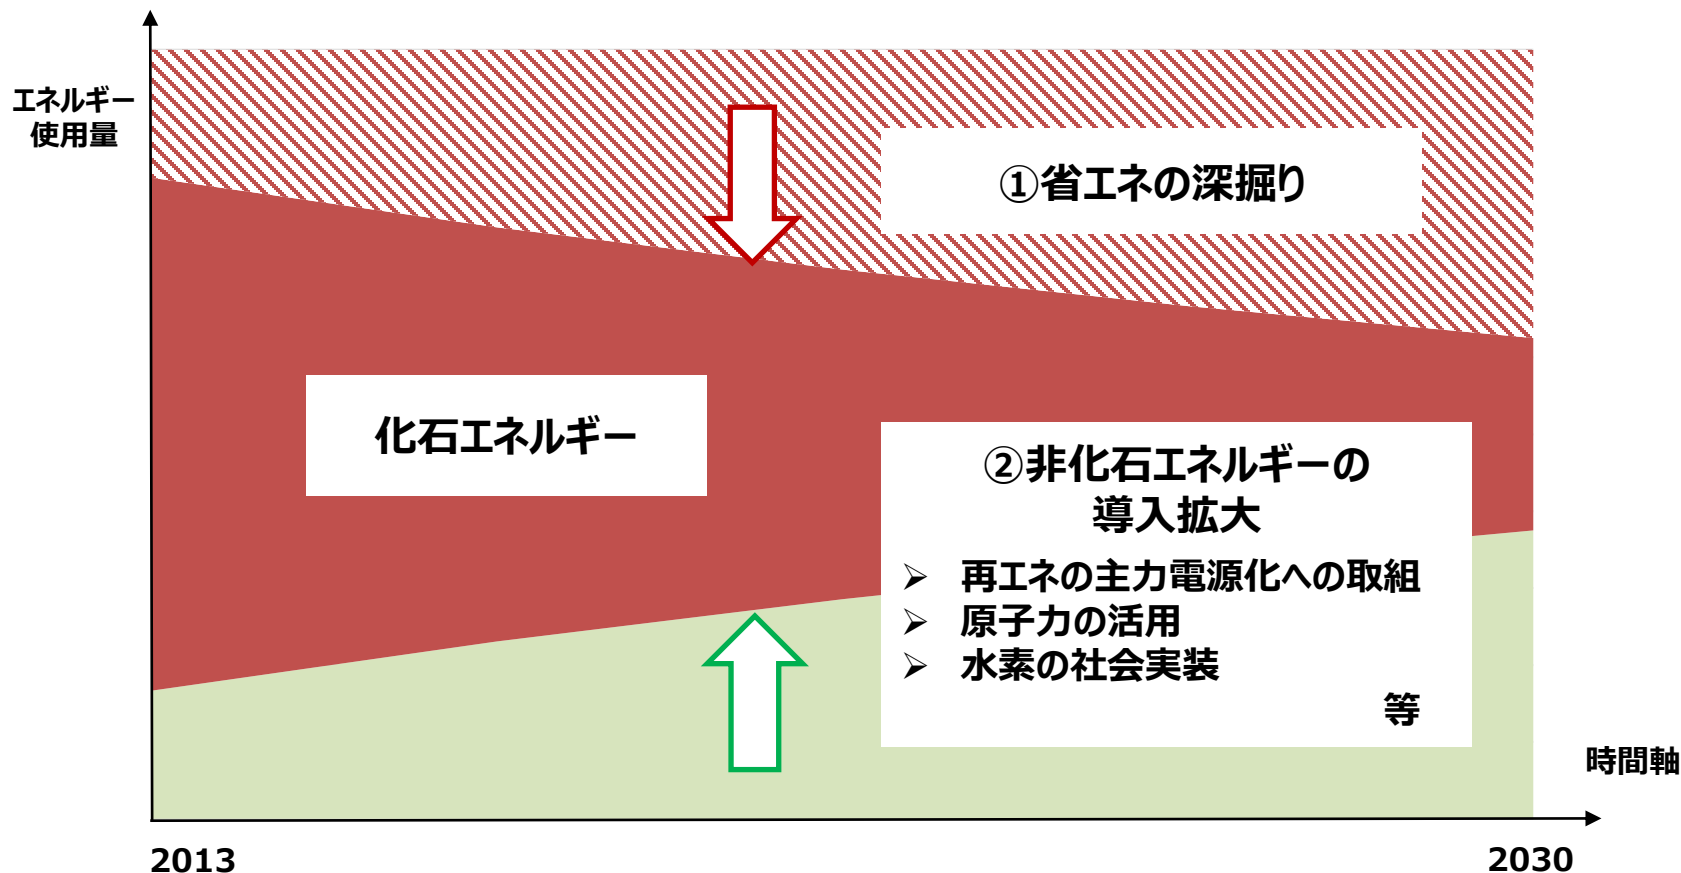 エネルギー
使用量
①省エネの深掘り
化石エネルギー
②非化石エネルギーの
導入拡大
➢ 再エネの主力電源化への取組
➢ 原子力の活用
➢ 水素の社会実装
等
時間軸
2013
2030